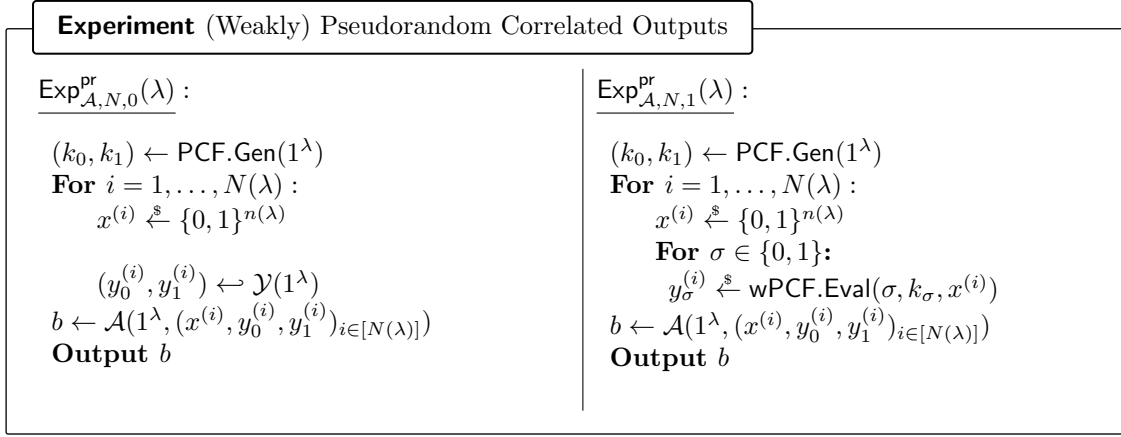 Experiment (Weakly) Pseudorandom Correlated Outputs
Exp^{pr}_{𝒜,N,0}(λ) :
(k_0, k_1) ← PCF.Gen(1^λ)
For i = 1, . . . , N(λ) :
x^{(i)} ←^$ {0, 1}^{n(λ)}
(y_0^{(i)}, y_1^{(i)}) ↩ 𝒴(1^λ)
b ← 𝒜(1^λ, (x^{(i)}, y_0^{(i)}, y_1^{(i)})_{i∈[N(λ)]})
Output b
Exp^{pr}_{𝒜,N,1}(λ) :
(k_0, k_1) ← PCF.Gen(1^λ)
For i = 1, . . . , N(λ) :
x^{(i)} ←^$ {0, 1}^{n(λ)}
For σ ∈ {0, 1}:
y_σ^{(i)} ←^$ wPCF.Eval(σ, k_σ, x^{(i)})
b ← 𝒜(1^λ, (x^{(i)}, y_0^{(i)}, y_1^{(i)})_{i∈[N(λ)]})
Output b